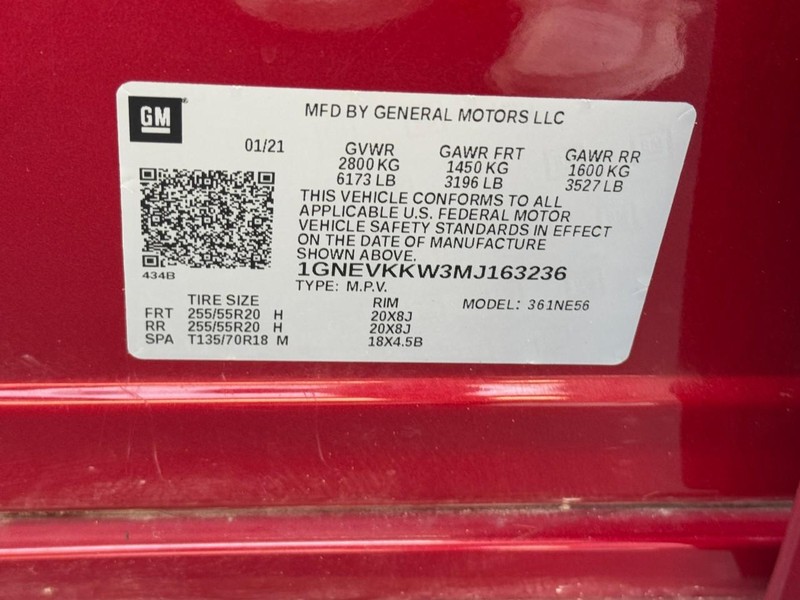 GM
MFD BY GENERAL MOTORS LLC
01/21 GVWR GAWR FRT GAWR RR
2800 KG 1450 KG 1600 KG
6173 LB 3196 LB 3527 LB
THIS VEHICLE CONFORMS TO ALL
APPLICABLE U.S. FEDERAL MOTOR
VEHICLE SAFETY STANDARDS IN EFFECT
ON THE DATE OF MANUFACTURE
SHOWN ABOVE.
434B
1GNEVKKW3MJ163236
TYPE: M.P.V.
TIRE SIZE RIM MODEL: 361NE56
FRT 255/55R20 H 20X8J
RR 255/55R20 H 20X8J
SPA T135/70R18 M 18X4.5B